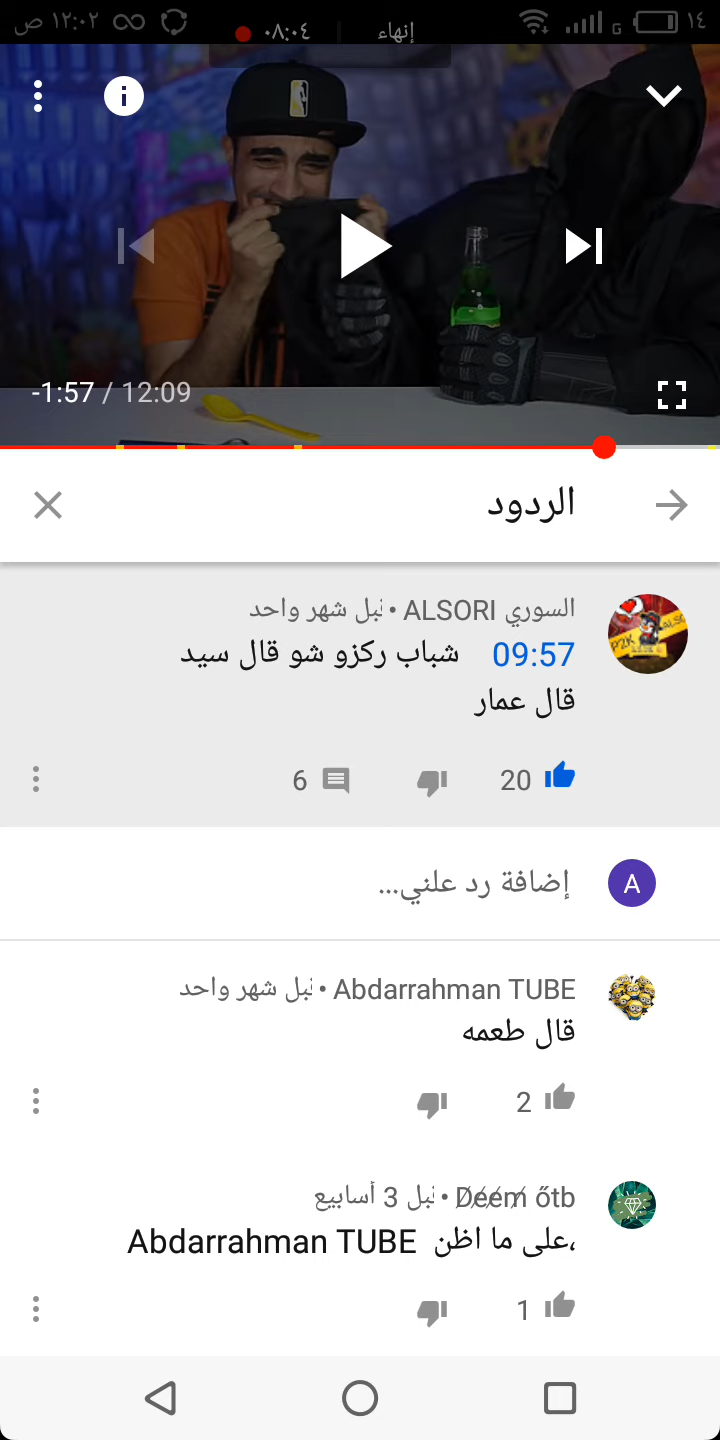 ١٢:٠٢ ص ٠٨:٠٤ إنهاء G ١٤
-1:57 / 12:09
الردود
السوري ALSORI • قبل شهر واحد
09:57 شباب ركزو شو قال سيد
قال عمار
20 6
A إضافة رد علني...
Abdarrahman TUBE • قبل شهر واحد
قال طعمه
2
D̸e̸e̸m̸ őtb • قبل 3 أسابيع
،على ما اظن Abdarrahman TUBE
1